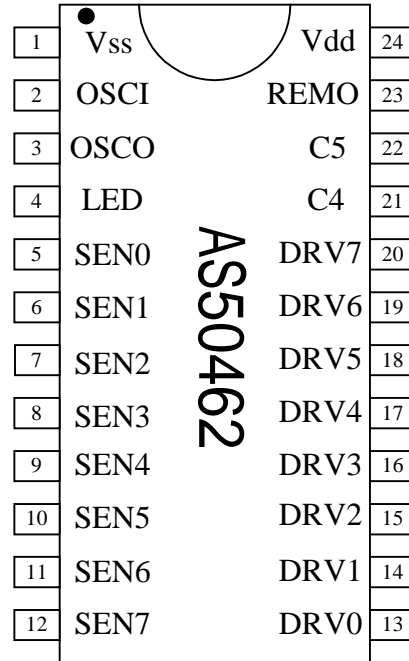 1 Vss Vdd 24
2 OSCI REMO 23
3 OSCO C5 22
4 LED C4 21
5 SEN0 DRV7 20
6 SEN1 DRV6 19
7 SEN2 DRV5 18
8 SEN3 DRV4 17
9 SEN4 DRV3 16
10 SEN5 DRV2 15
11 SEN6 DRV1 14
12 SEN7 DRV0 13
AS50462